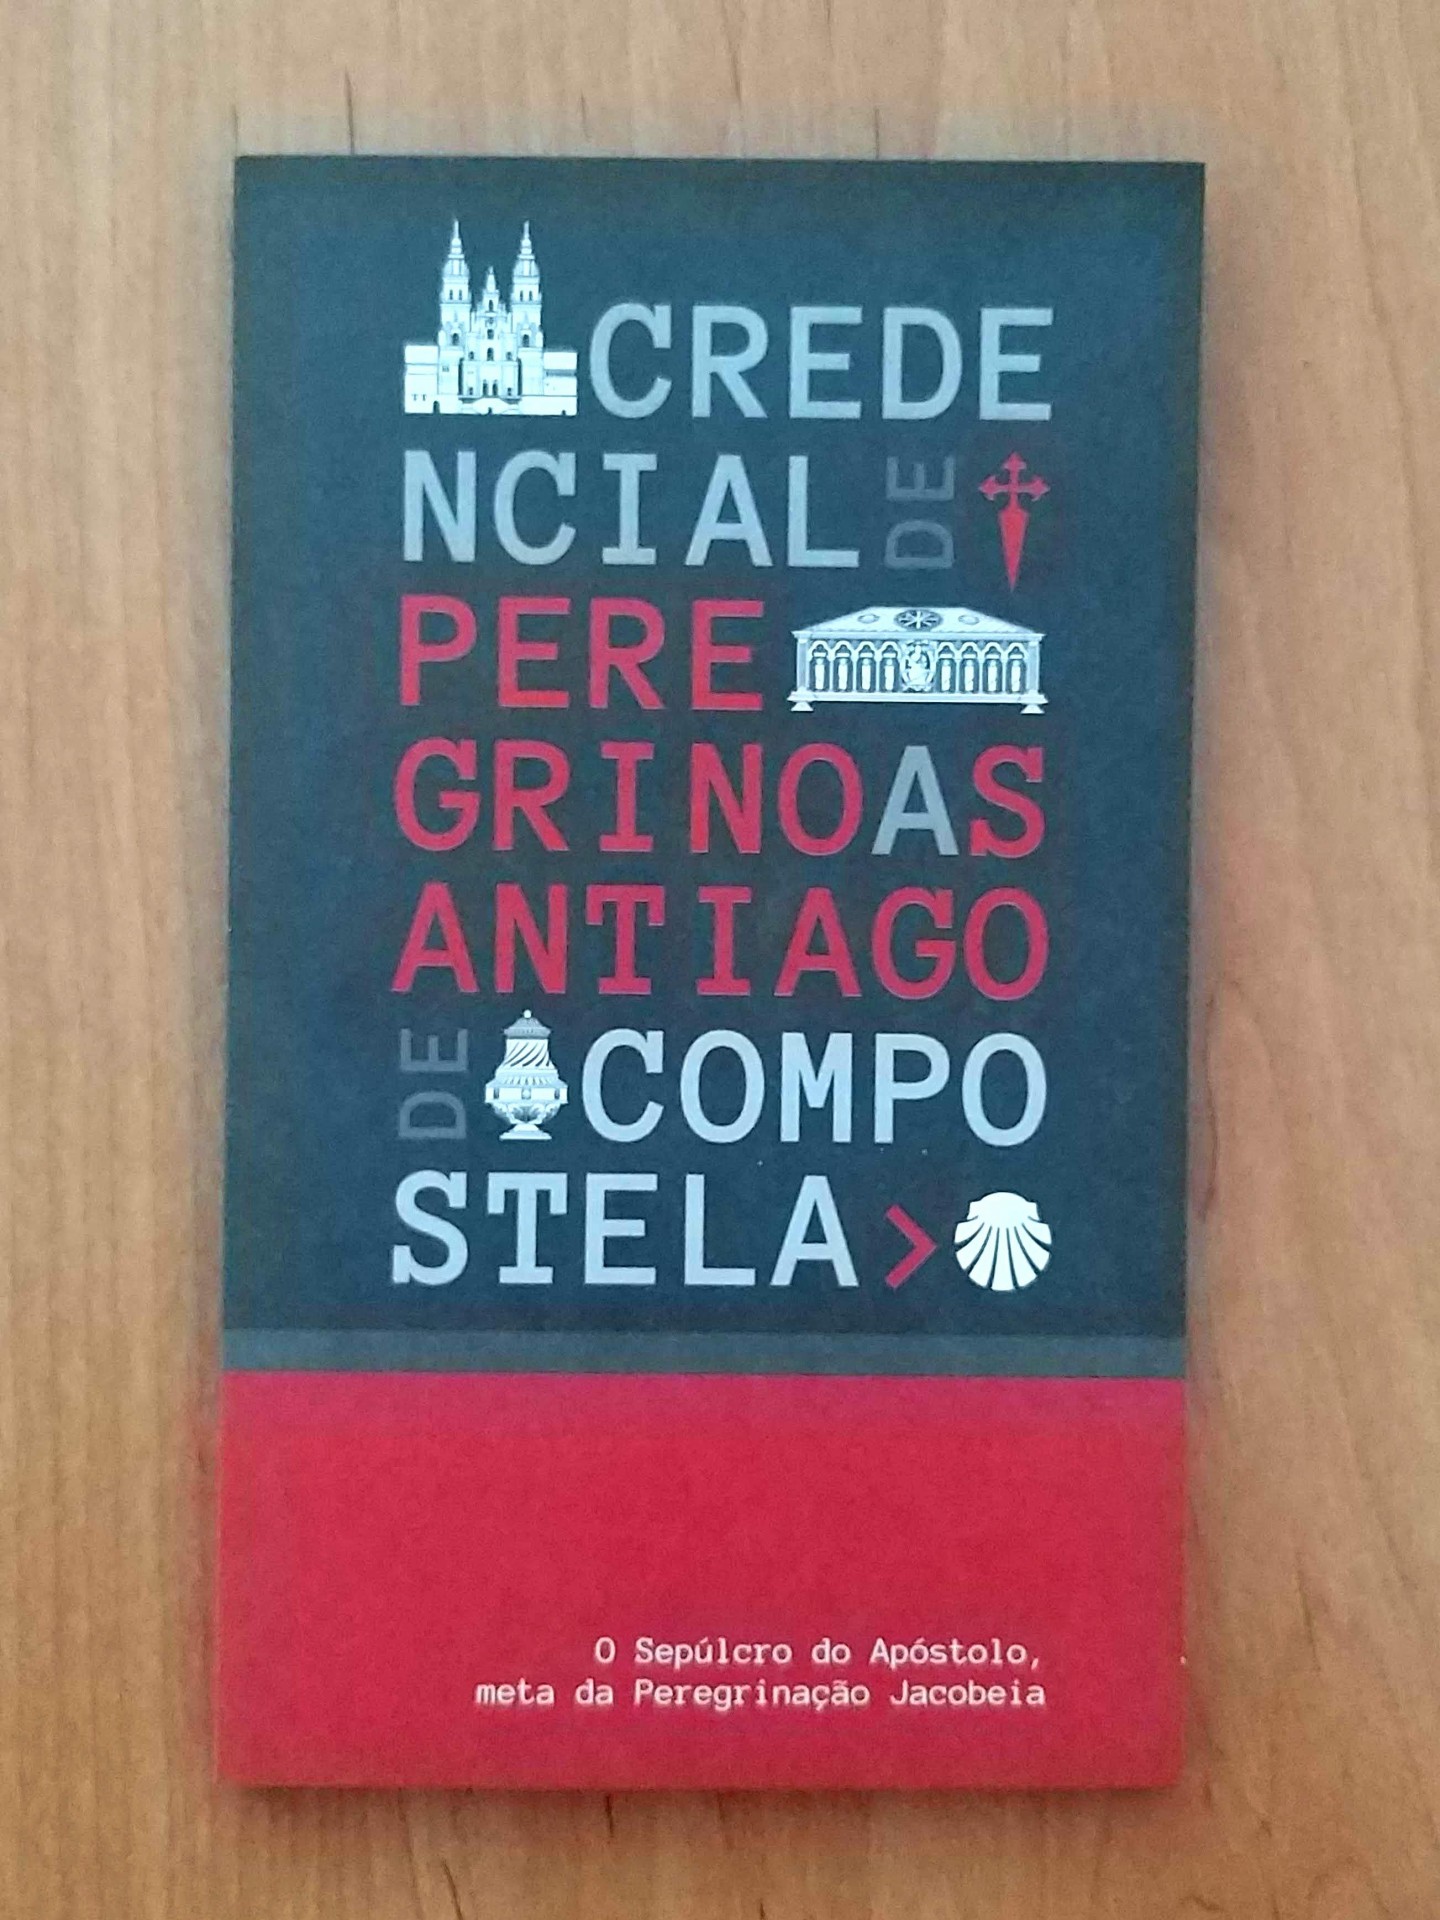 CREDE
NCIAL DE
PERE
GRINOAS
ANTIAGO
DE COMPO
STELA>
O Sepúlcro do Apóstolo,
meta da Peregrinação Jacobeia